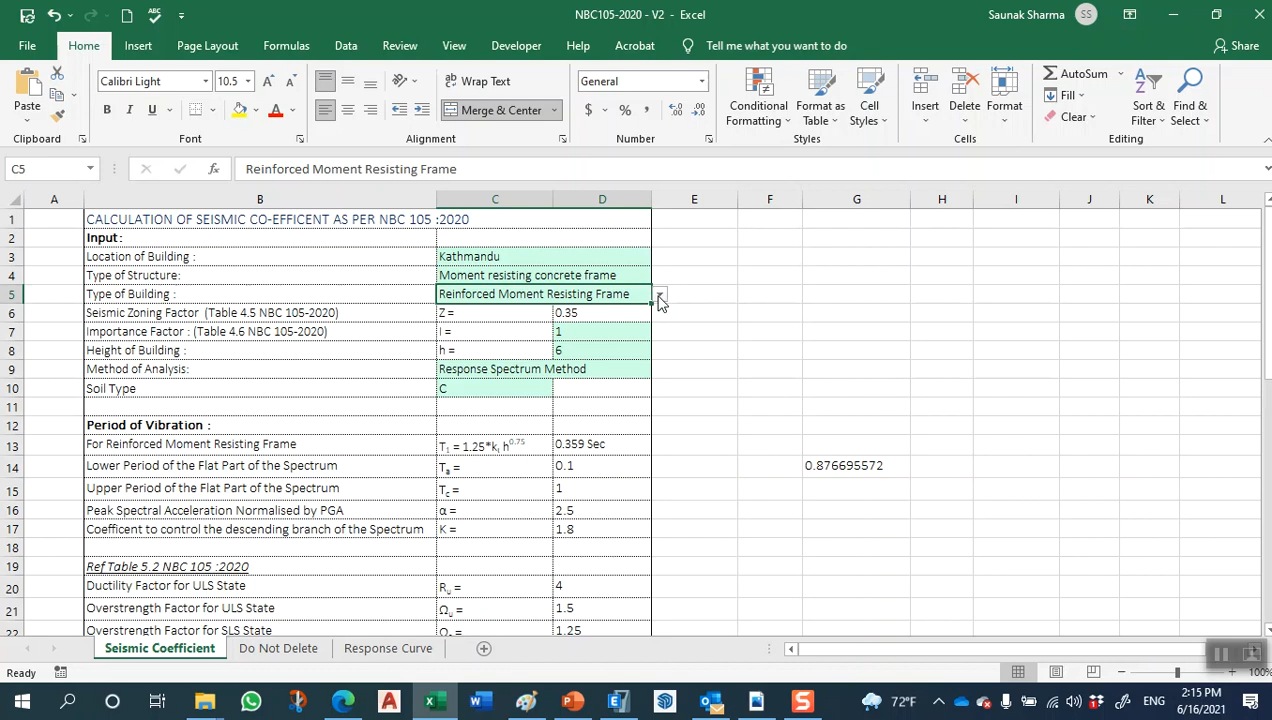 NBC105-2020 - V2 - Excel
Saunak Sharma SS
File Home Insert Page Layout Formulas Data Review View Developer Help Acrobat Tell me what you want to do Share
Calibri Light 10.5
Wrap Text
General
Paste
B I U
Merge & Center
$ % ,
Conditional Formatting
Format as Table
Cell Styles
Insert Delete Format
AutoSum
Fill
Clear
Sort & Filter
Find & Select
Clipboard Font Alignment Number Styles Cells Editing
C5 fx Reinforced Moment Resisting Frame
A B C D E F G H I J K L
1 CALCULATION OF SEISMIC CO-EFFICENT AS PER NBC 105 :2020
2 Input :
3 Location of Building : Kathmandu
4 Type of Structure: Moment resisting concrete frame
5 Type of Building : Reinforced Moment Resisting Frame
6 Seismic Zoning Factor (Table 4.5 NBC 105-2020) Z = 0.35
7 Importance Factor : (Table 4.6 NBC 105-2020) I = 1
8 Height of Building : h = 6
9 Method of Analysis: Response Spectrum Method
10 Soil Type C
11
12 Period of Vibration :
13 For Reinforced Moment Resisting Frame T1 = 1.25*kt h0.75 0.359 Sec
14 Lower Period of the Flat Part of the Spectrum Ta = 0.1 0.876695572
15 Upper Period of the Flat Part of the Spectrum Tc = 1
16 Peak Spectral Acceleration Normalised by PGA α = 2.5
17 Coefficent to control the descending branch of the Spectrum K = 1.8
18
19 Ref Table 5.2 NBC 105 :2020
20 Ductility Factor for ULS State Ru = 4
21 Overstrength Factor for ULS State Ωu = 1.5
22 Overstrength Factor for SLS State Ωs = 1.25
Seismic Coefficient Do Not Delete Response Curve
Ready 100%
72°F ENG 2:15 PM
6/16/2021